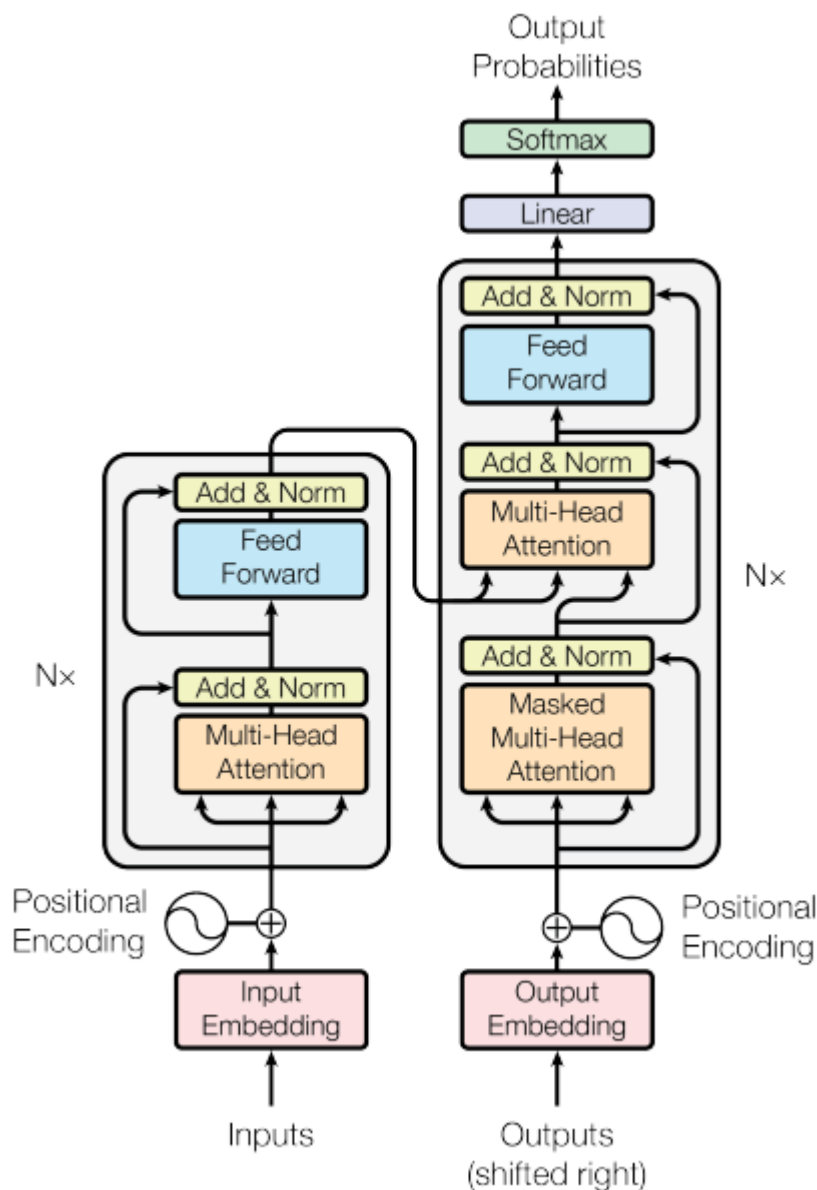 Output
Probabilities
Softmax
Linear
Add & Norm
Feed
Forward
Add & Norm
Multi-Head
Attention
Add & Norm
Masked
Multi-Head
Attention
Nx
Add & Norm
Feed
Forward
Add & Norm
Multi-Head
Attention
Nx
Positional
Encoding
Positional
Encoding
Input
Embedding
Output
Embedding
Inputs
Outputs
(shifted right)